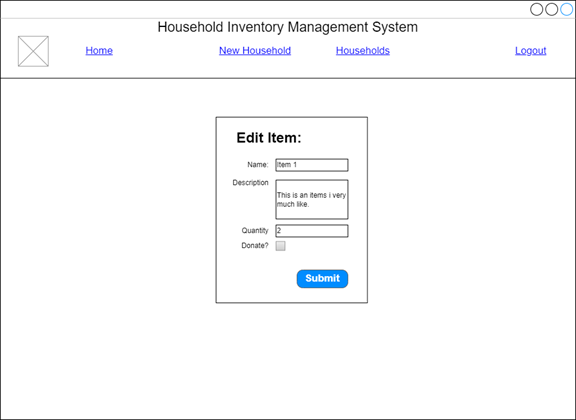 Household Inventory Management System
Home New Household Households Logout
Edit Item:
Name: Item 1
Description This is an items i very
much like.
Quantity 2
Donate?
Submit